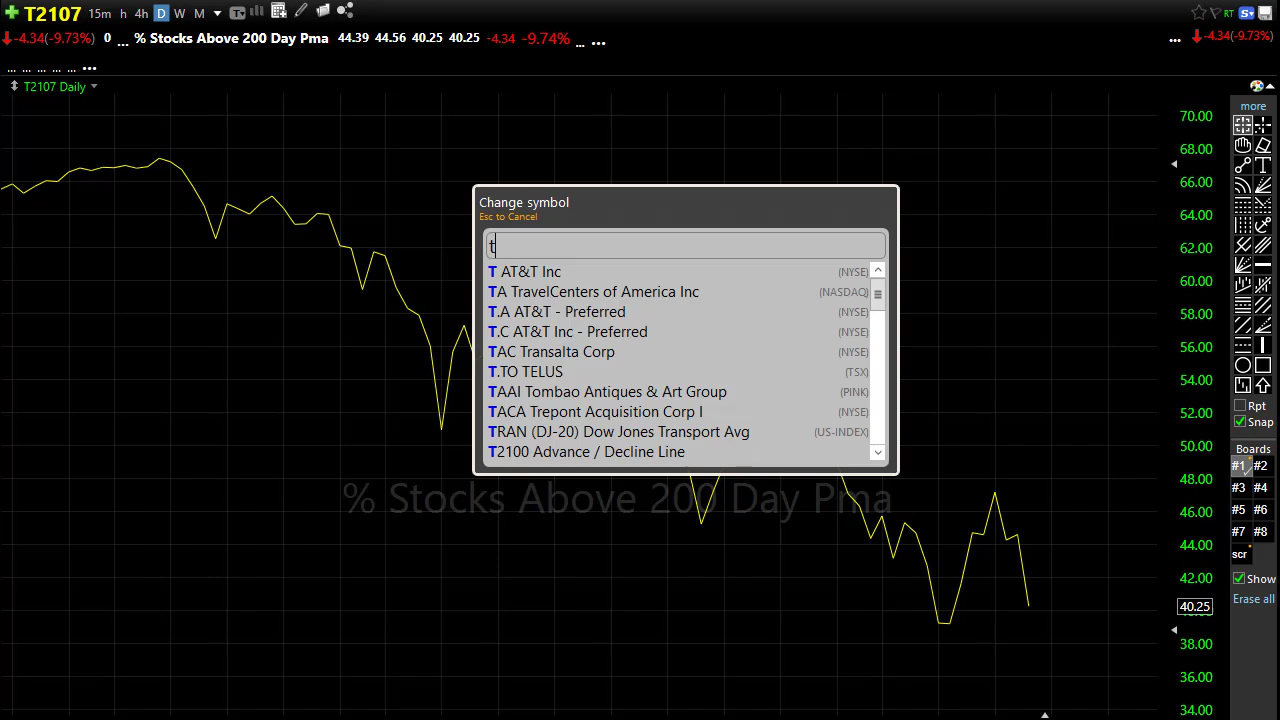 T2107 15m h 4h D W M T RT S
-4.34(-9.73%) 0 ... % Stocks Above 200 Day Pma 44.39 44.56 40.25 40.25 -4.34 -9.74% ... ... ... -4.34(-9.73%)
... ... ... ... ... ...
T2107 Daily
more
T
Rpt
Snap
Boards
#1 #2
#3 #4
#5 #6
#7 #8
scr
Show
Erase all
70.00
68.00
66.00
64.00
62.00
60.00
58.00
56.00
54.00
52.00
50.00
48.00
46.00
44.00
42.00
40.25
38.00
36.00
34.00
Change symbol
Esc to Cancel
t
T AT&T Inc (NYSE)
TA TravelCenters of America Inc (NASDAQ)
T.A AT&T - Preferred (NYSE)
T.C AT&T Inc - Preferred (NYSE)
TAC Transalta Corp (NYSE)
T.TO TELUS (TSX)
TAAI Tombao Antiques & Art Group (PINK)
TACA Trepont Acquisition Corp I (NYSE)
TRAN (DJ-20) Dow Jones Transport Avg (US-INDEX)
T2100 Advance / Decline Line
% Stocks Above 200 Day Pma